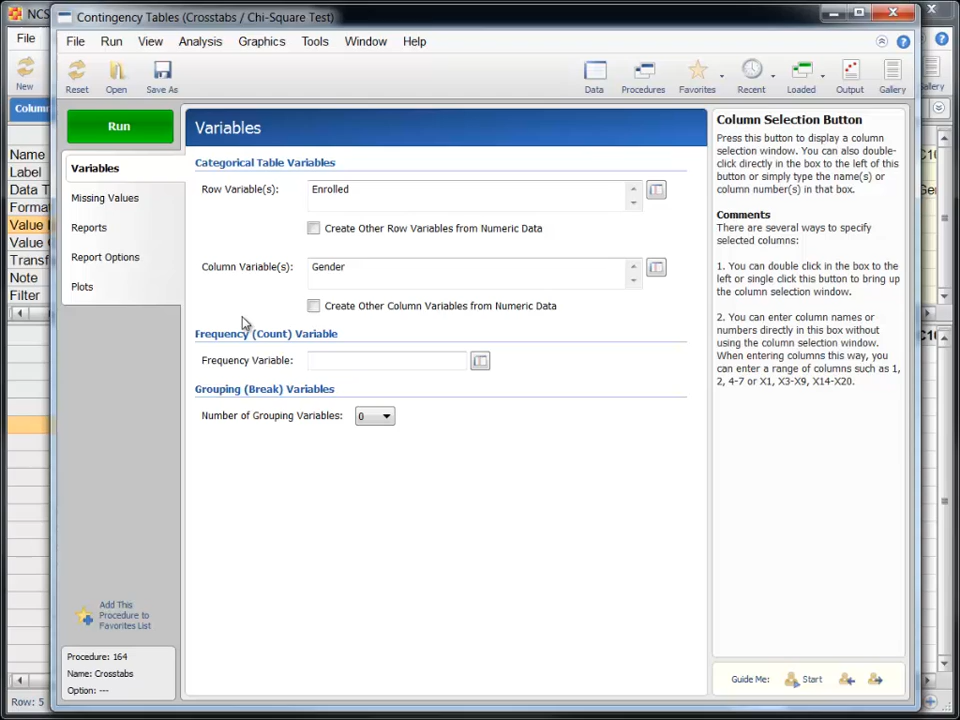 NCS
Contingency Tables (Crosstabs / Chi-Square Test)
File
File Run View Analysis Graphics Tools Window Help
New
Reset Open Save As Data Procedures Favorites Recent Loaded Output Gallery
allery
Column
Run
Variables
Missing Values
Reports
Report Options
Plots
Name
Label
Data T
Format
Value
Value
Transf
Note
Filter
Variables
Categorical Table Variables
Row Variable(s): Enrolled
Create Other Row Variables from Numeric Data
Column Variable(s): Gender
Create Other Column Variables from Numeric Data
Frequency (Count) Variable
Frequency Variable:
Grouping (Break) Variables
Number of Grouping Variables: 0
Column Selection Button
Press this button to display a column
selection window. You can also double-
click directly in the box to the left of this
button or simply type the name(s) or
column number(s) in that box.
Comments
There are several ways to specify
selected columns:
1. You can double click in the box to the
left or single click this button to bring up
the column selection window.
2. You can enter column names or
numbers directly in this box without
using the column selection window.
When entering columns this way, you
can enter a range of columns such as 1,
2, 4-7 or X1, X3-X9, X14-X20.
Add This
Procedure to
Favorites List
Procedure: 164
Name: Crosstabs
Option: ---
Guide Me: Start
Row: 5